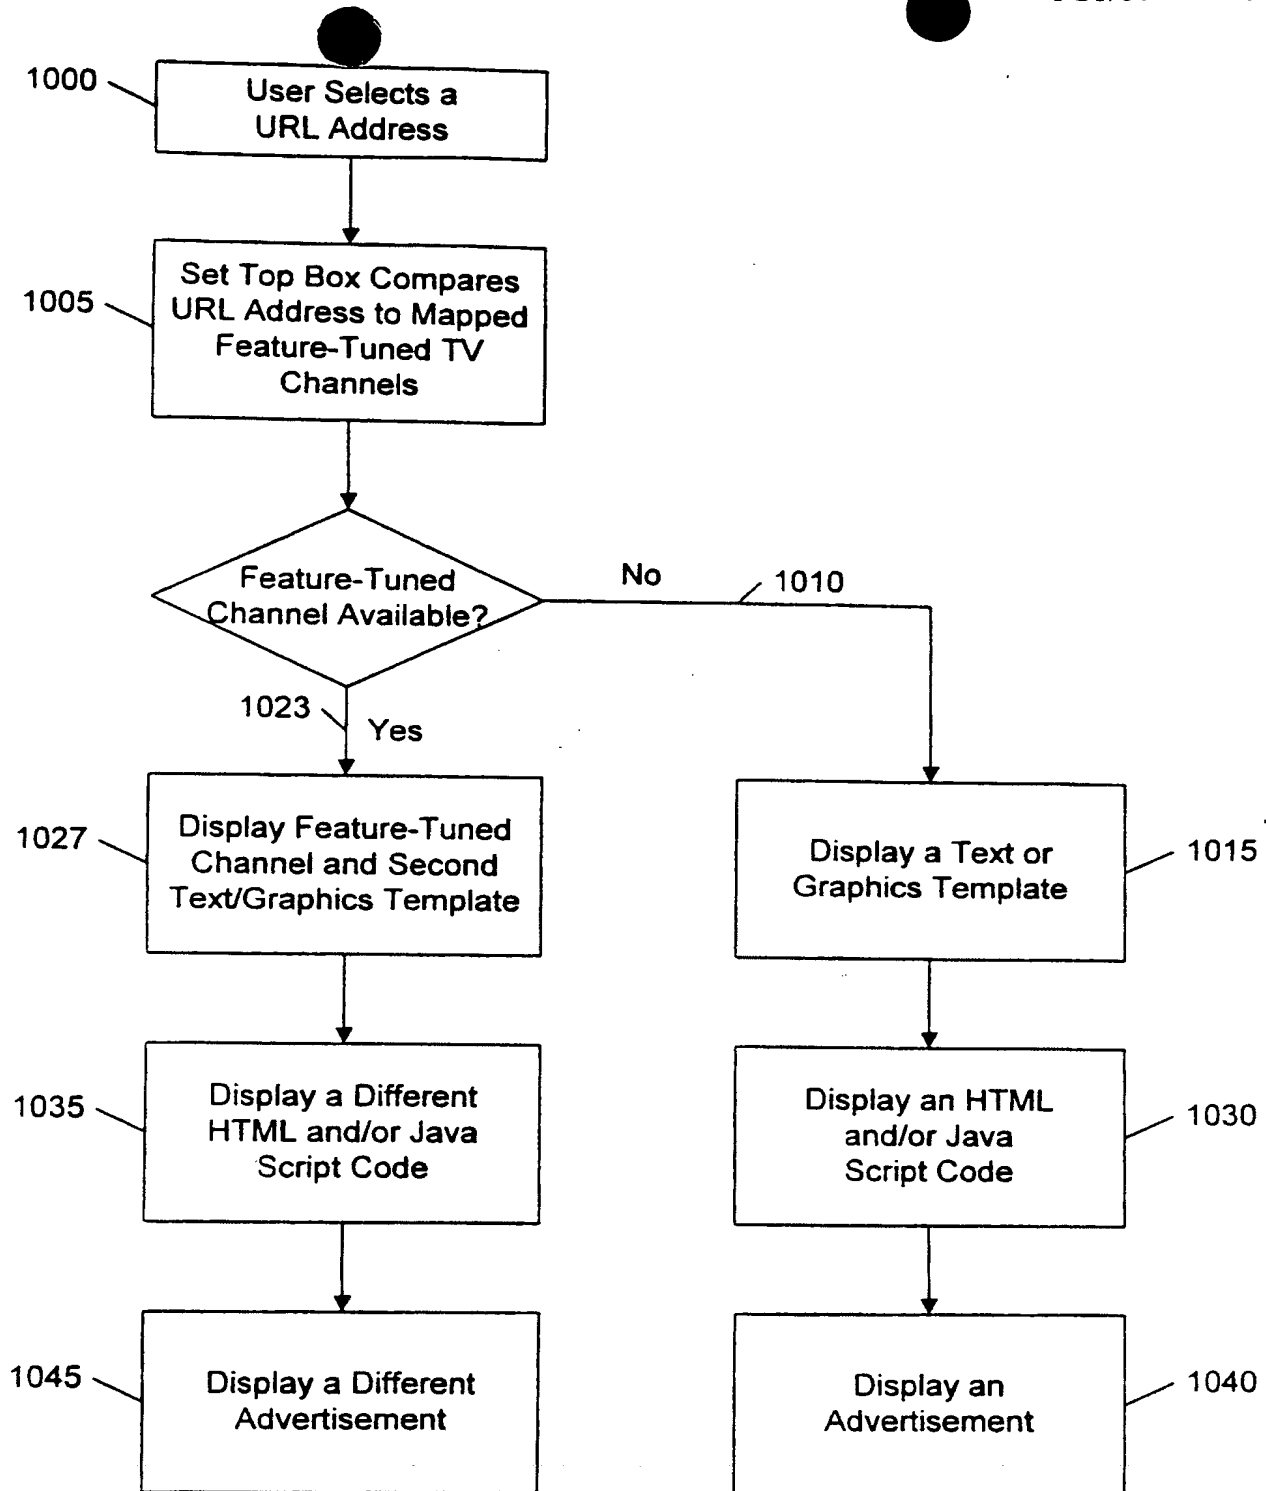 1000
User Selects a
URL Address
1005
Set Top Box Compares
URL Address to Mapped
Feature-Tuned TV
Channels
Feature-Tuned
Channel Available?
No
1010
1023
Yes
1027
Display Feature-Tuned
Channel and Second
Text/Graphics Template
Display a Text or
Graphics Template
1015
1035
Display a Different
HTML and/or Java
Script Code
Display an HTML
and/or Java
Script Code
1030
1045
Display a Different
Advertisement
Display an
Advertisement
1040